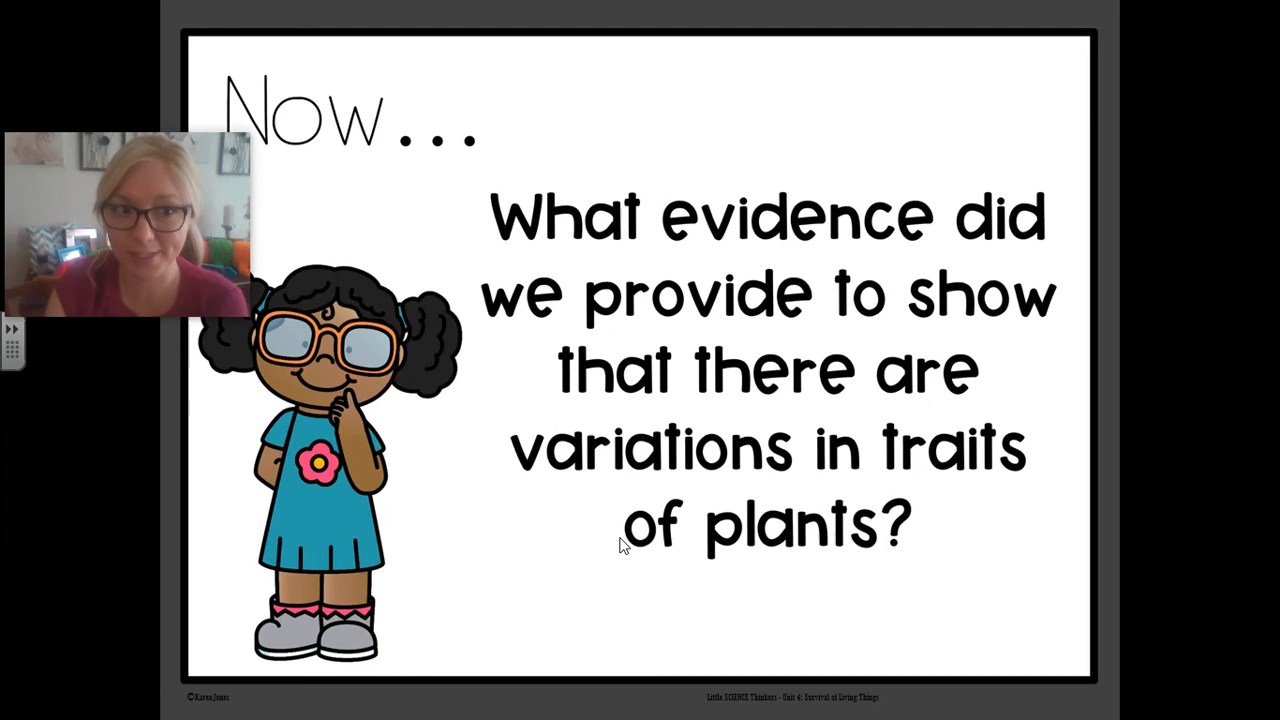 Now...
What evidence did
we provide to show
that there are
variations in traits
of plants?
©Karen Jones
Little SCIENCE Thinkers - Unit 4: Survival of Living Things